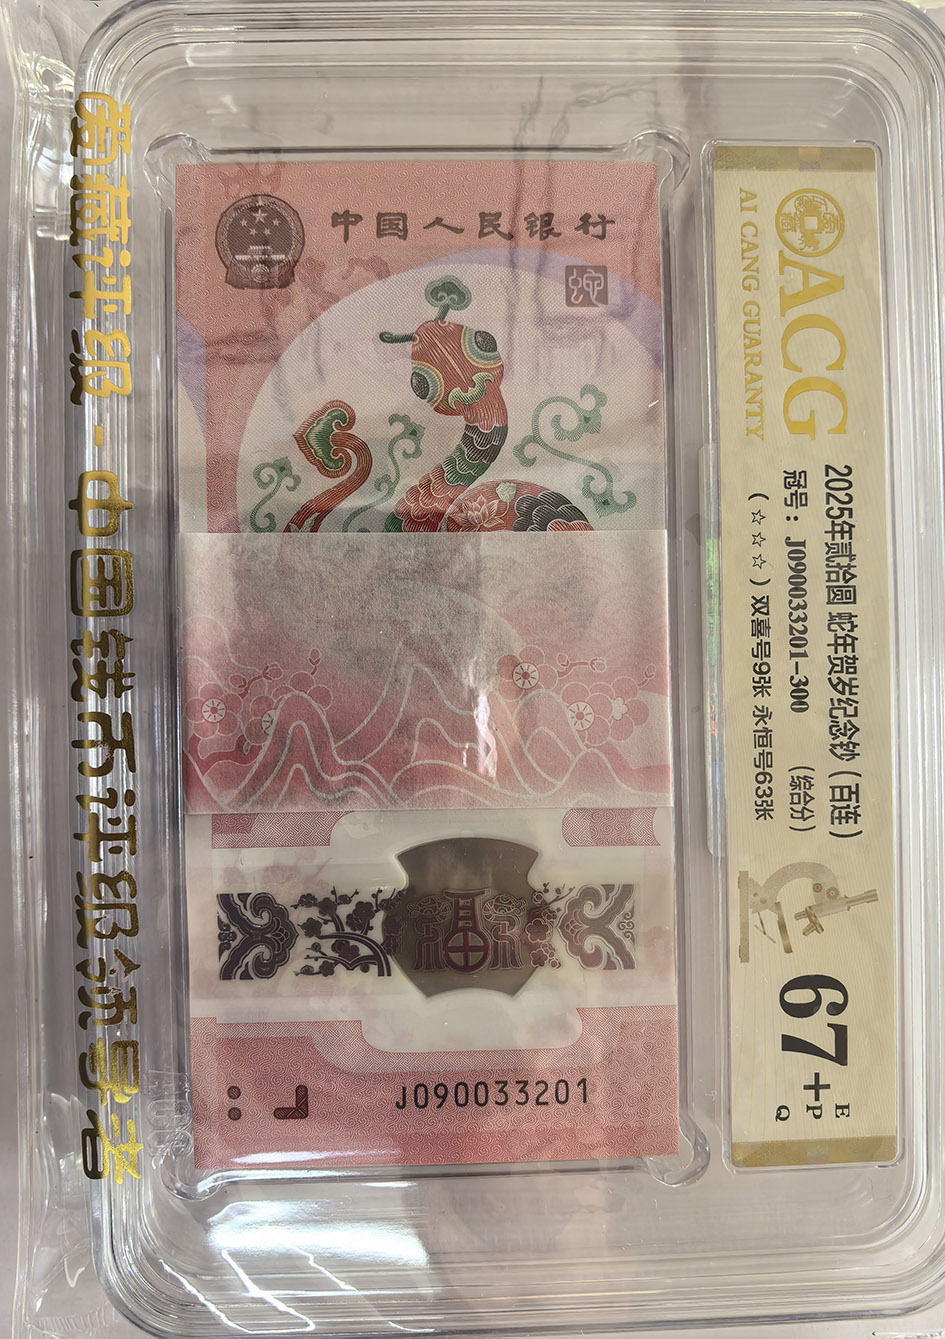 爱藏评级 - 中国钱币评级领导者
中国人民银行
蛇
福
J090033201
ACG
AI CANG GUARANTY
2025年贰拾圆 蛇年贺岁纪念钞（百连）
冠号：J090033201-300 （综合分）
（☆☆☆）双喜号9张 永恒号63张
67+
E
P
Q